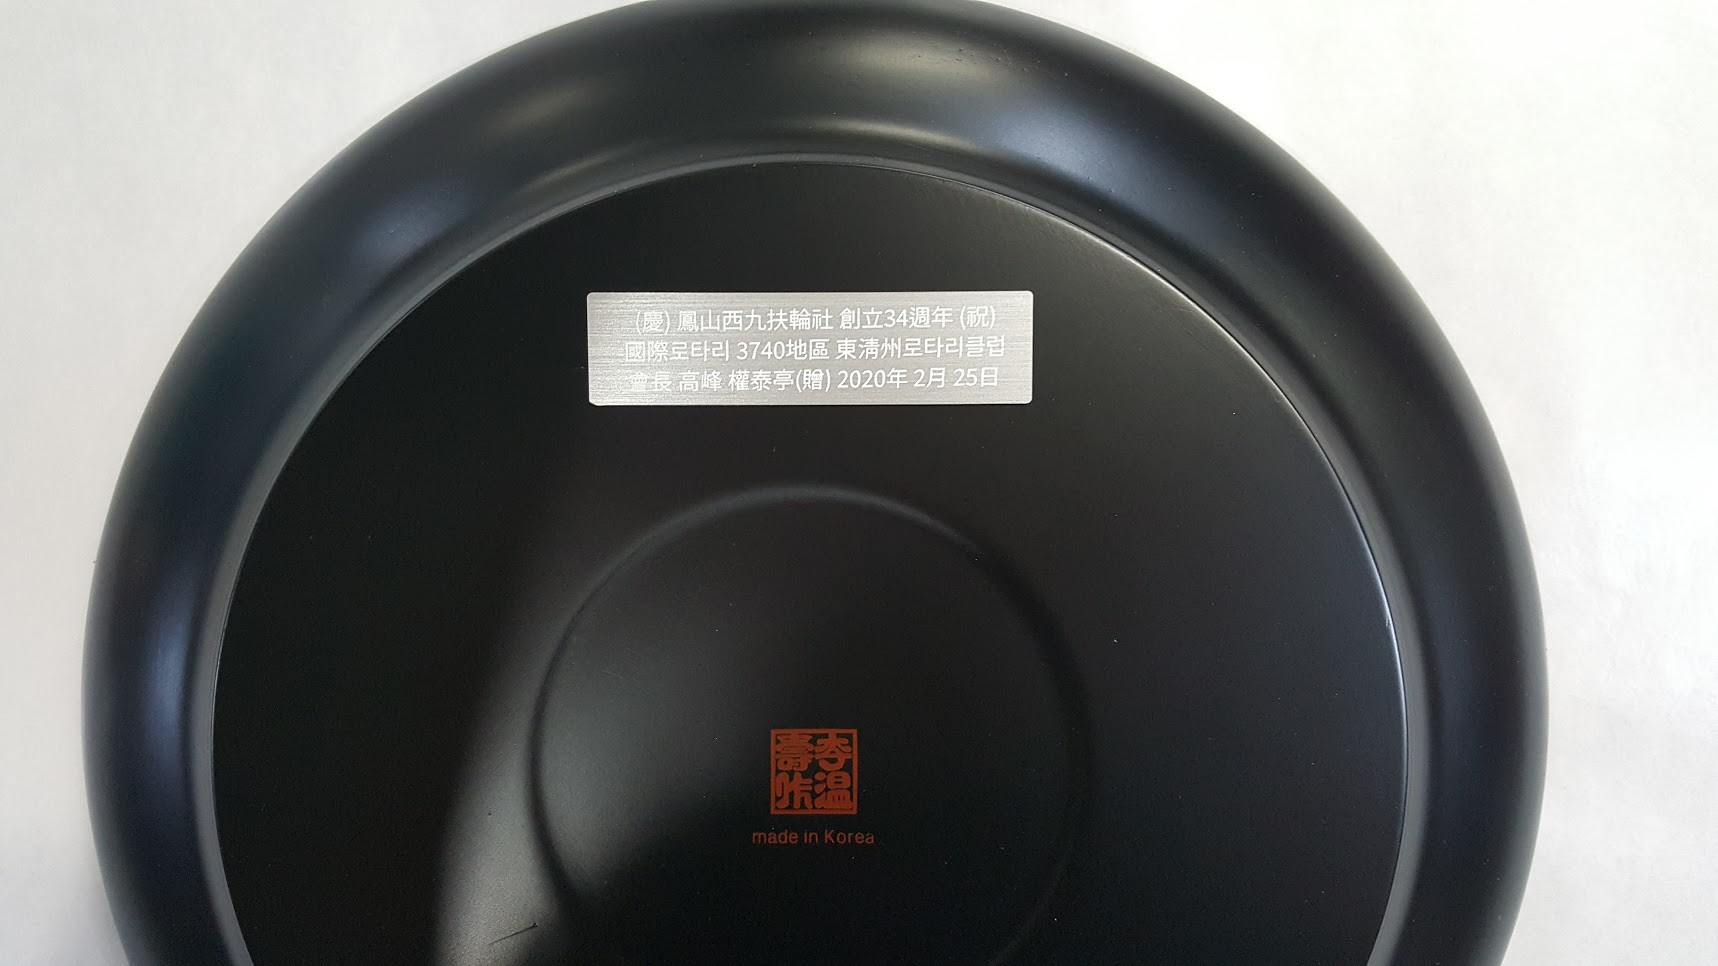 (慶) 鳳山西九扶輪社 創立34週年 (祝)
國際로타리 3740地區 東淸州로타리클럽
會長 高峰 權泰亭(贈) 2020年 2月 25日
李温
壽作
made in Korea